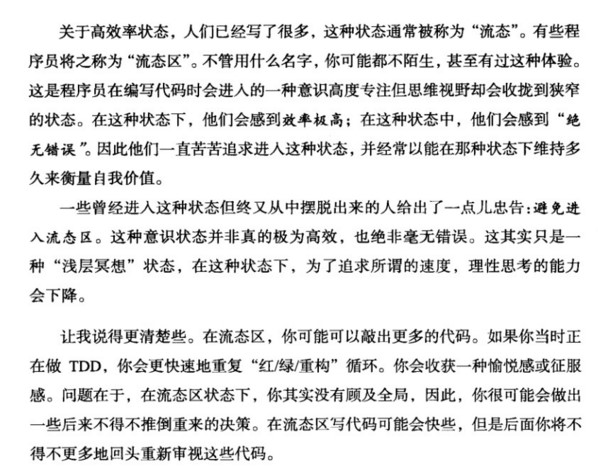 关于高效率状态，人们已经写了很多，这种状态通常被称为“流态”。有些程
序员将之称为“流态区”。不管用什么名字，你可能都不陌生，甚至有过这种体验。
这是程序员在编写代码时会进入的一种意识高度专注但思维视野却会收拢到狭窄
的状态。在这种状态下，他们会感到效率极高；在这种状态中，他们会感到“绝
无错误”。因此他们一直苦苦追求进入这种状态，并经常以能在那种状态下维持多
久来衡量自我价值。
一些曾经进入这种状态但终又从中摆脱出来的人给出了一点儿忠告：避免进
入流态区。这种意识状态并非真的极为高效，也绝非毫无错误。这其实只是一
种“浅层冥想”状态，在这种状态下，为了追求所谓的速度，理性思考的能力
会下降。
让我说得更清楚些。在流态区，你可能可以敲出更多的代码。如果你当时正
在做 TDD，你会更快速地重复“红/绿/重构”循环。你会收获一种愉悦感或征服
感。问题在于，在流态区状态下，你其实没有顾及全局，因此，你很可能会做出
一些后来不得不推倒重来的决策。在流态区写代码可能会快些，但是后面你将不
得不更多地回头重新审视这些代码。